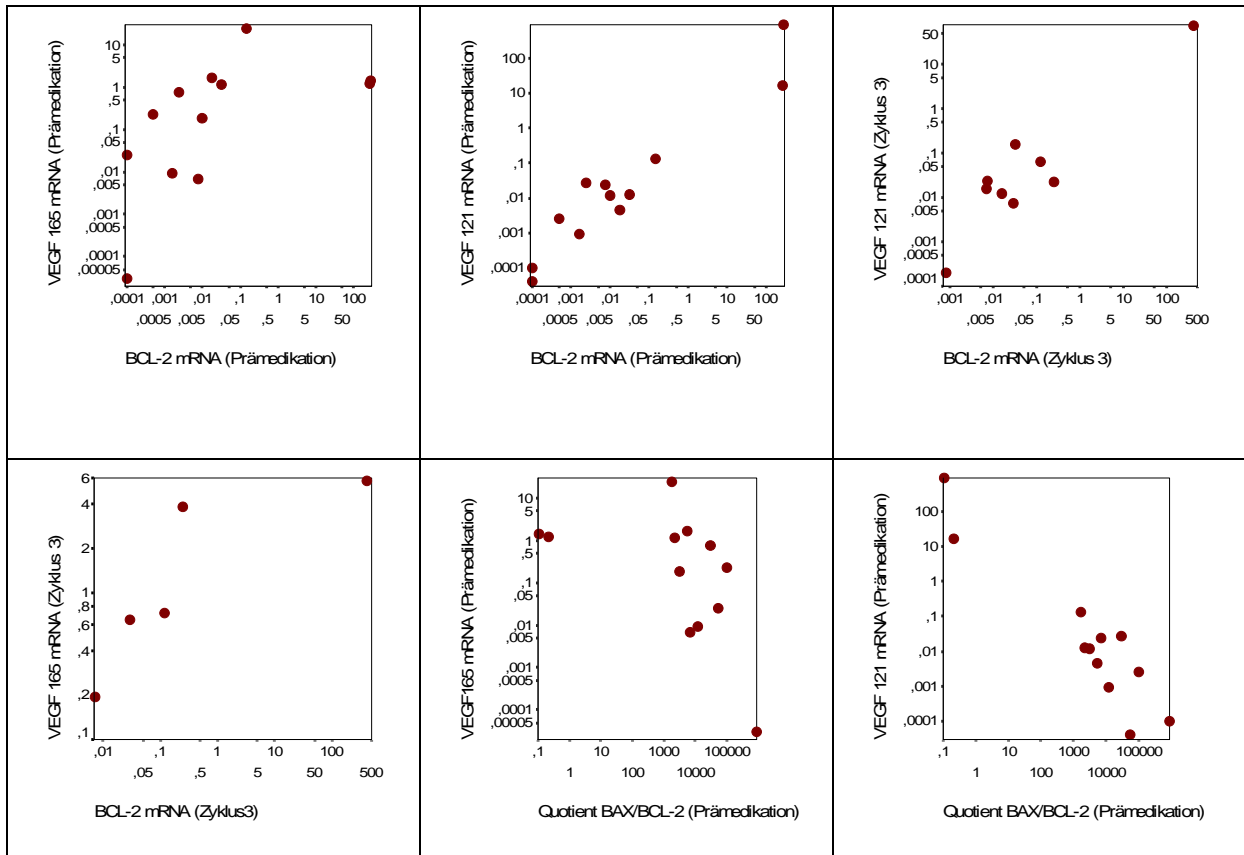 VEGF 165 mRNA (Prämedikation)
10
5
1
,5
,1
,05
,01
,005
,001
,0005
,0001
,00005
,0001 ,001 ,01 ,1 1 10 100
,0005 ,005 ,05 ,5 5 50
BCL-2 mRNA (Prämedikation)
VEGF 121 mRNA (Prämedikation)
100
10
1
,1
,01
,001
,0001
,0001 ,001 ,01 ,1 1 10 100
,0005 ,005 ,05 ,5 5 50
BCL-2 mRNA (Prämedikation)
VEGF 121 mRNA (Zyklus 3)
50
10
5
1
,5
,1
,05
,01
,005
,001
,0005
,0001
,001 ,01 ,1 1 10 100
,005 ,05 ,5 5 50 500
BCL-2 mRNA (Zyklus 3)
VEGF 165 mRNA (Zyklus 3)
6
4
2
1
,8
,6
,4
,2
,1
,01 ,1 1 10 100
,05 ,5 5 50 500
BCL-2 mRNA (Zyklus3)
VEGF165 mRNA (Prämedikation)
10
5
1
,5
,1
,05
,01
,005
,001
,0005
,0001
,00005
,1 10 1000 100000
1 100 10000
Quotient BAX/BCL-2 (Prämedikation)
VEGF 121 mRNA (Prämedikation)
100
10
1
,1
,01
,001
,0001
,1 10 1000 100000
1 100 10000
Quotient BAX/BCL-2 (Prämedikation)